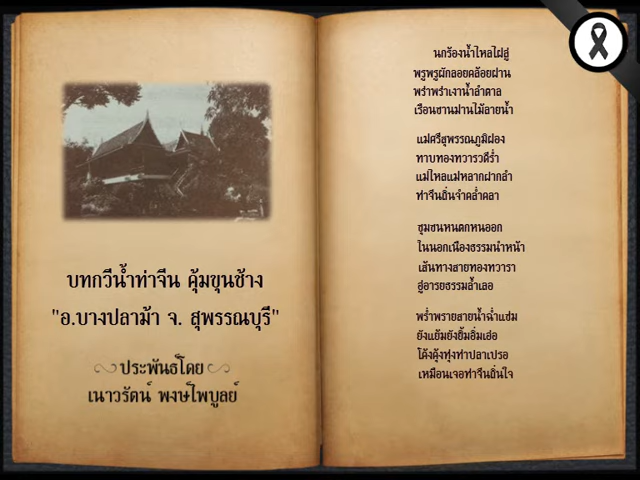 บทกวีน้ำท่าจีน คุ้มขุนช้าง
"อ.บางปลาม้า จ. สุพรรณบุรี"
ประพันธ์โดย
เนาวรัตน์ พงษ์ไพบูลย์
นกร้องน้ำไหลไผ่สู่
พรูพรูผักลอยคล้อยผ่าน
พร่ำพร่ำเงาน้ำลำตาล
เรือนชานม่านไม้ลายน้ำ
แม่ศรีสุพรรณภูมิผ่อง
ทาบทองทวารวดีร่ำ
แม่ไหลแม่หลากฝากลำ
ท่าจีนถิ่นจำคล่ำคลา
ชุมชนหนตกหนออก
ในนอกเนืองธรรมนำหน้า
เส้นทางสายทองทวารา
สู่อารยธรรมล้ำเลอ
พร่ำพรายสายน้ำฉ่ำแช่ม
ยังแย้มยังยิ้มอิ่มเอ่อ
โค้งคุ้งทุ่งท่าปลาเปรอ
เหมือนเจอท่าจีนถิ่นใจ